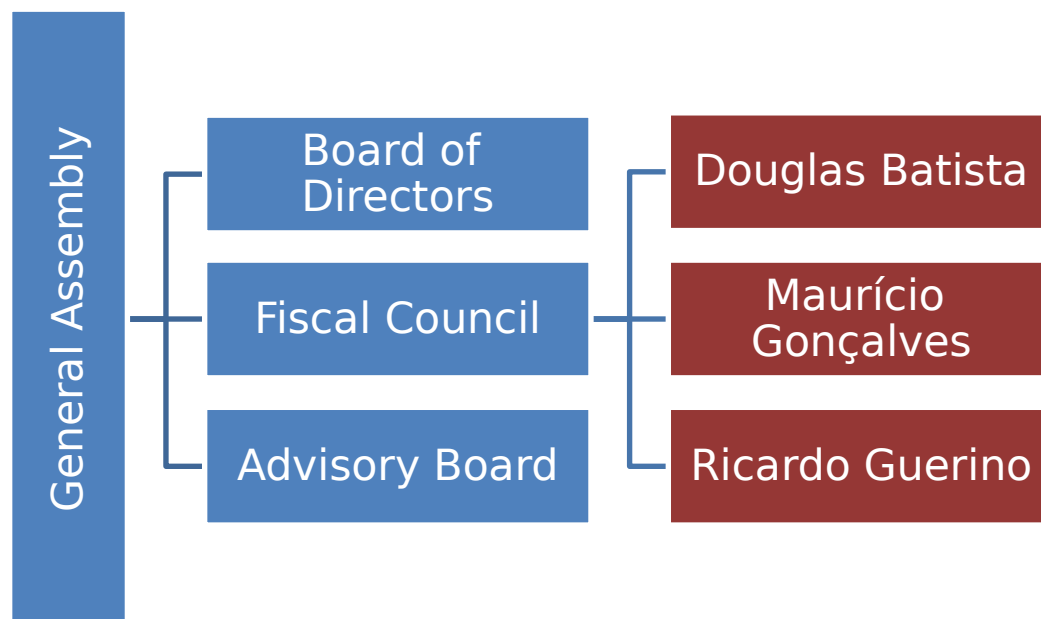 General Assembly
Board of
Directors
Fiscal Council
Advisory Board
Douglas Batista
Maurício
Gonçalves
Ricardo Guerino